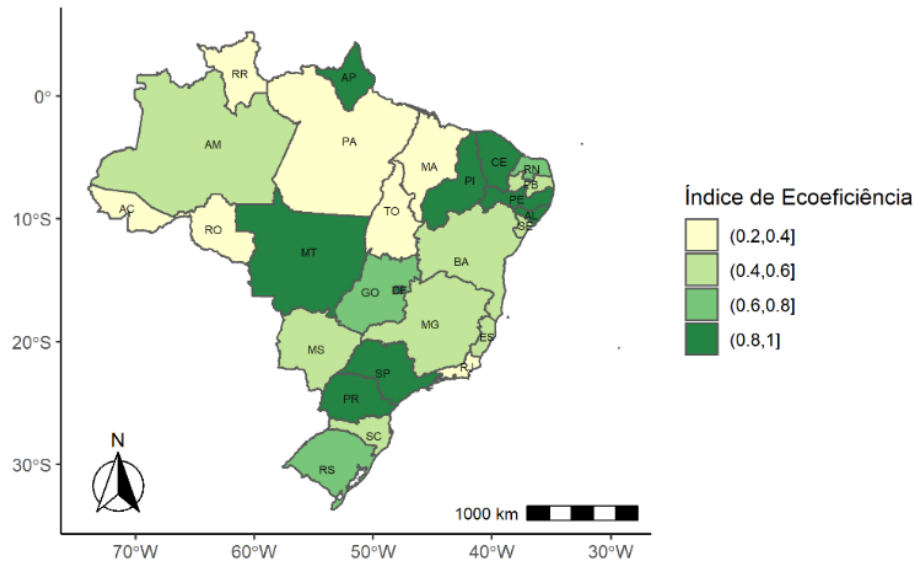 RR
AP
0°
AM
PA
MA
CE
RN
PB
PI
PE
AC
TO
AL
SE
10°S
RO
MT
BA
GO
DF
MG
ES
20°S
MS
SP
RJ
PR
SC
N
RS
30°S
1000 km
70°W
60°W
50°W
40°W
30°W
Índice de Ecoeficiência
(0.2,0.4]
(0.4,0.6]
(0.6,0.8]
(0.8,1]